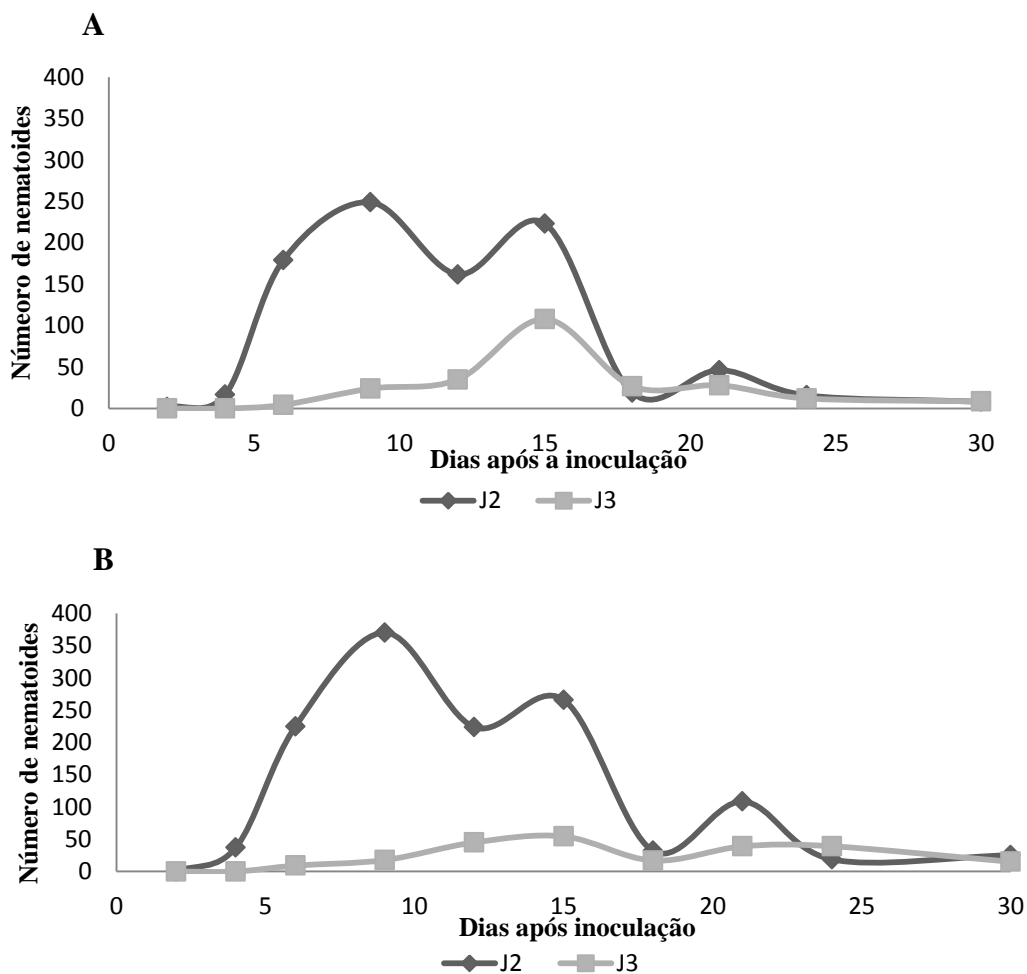 A
Númeoro de nematoides
400
350
300
250
200
150
100
50
0
0 5 10 15 20 25 30
Dias após a inoculação
J2 J3
B
Número de nematoides
400
350
300
250
200
150
100
50
0
0 5 10 15 20 25 30
Dias após inoculação
J2 J3